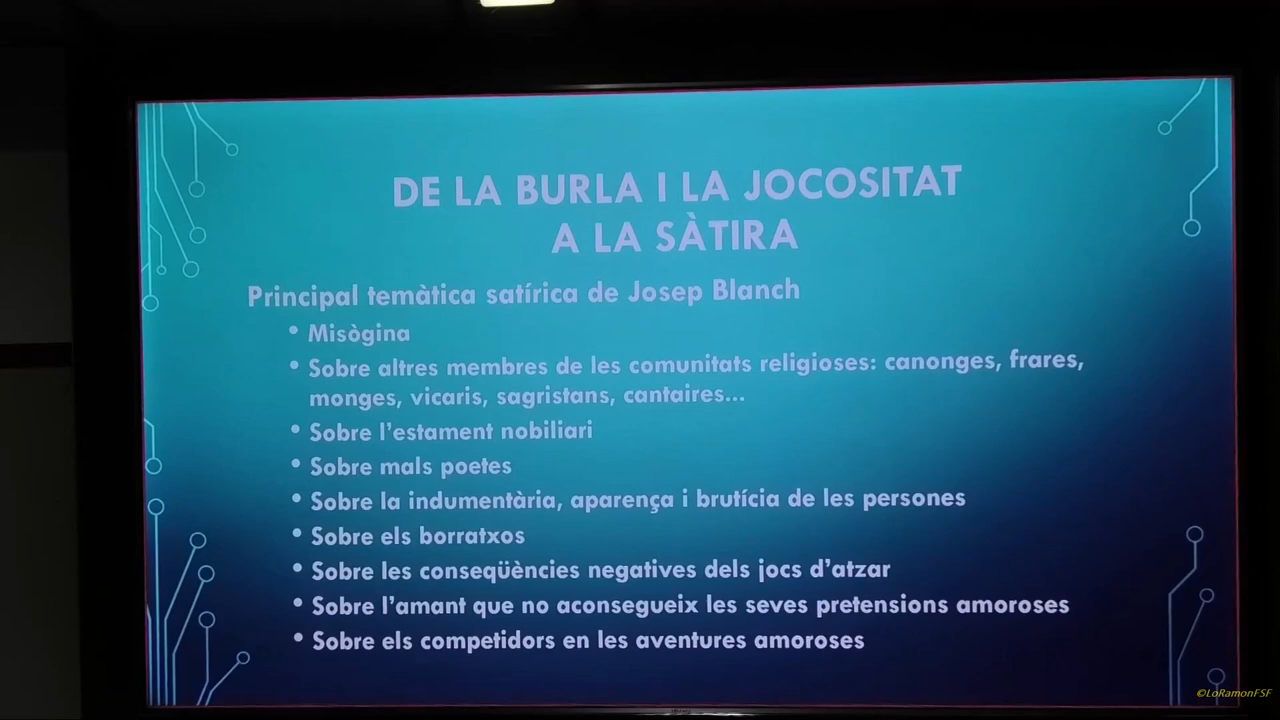 DE LA BURLA I LA JOCOSITAT
A LA SÀTIRA
Principal temàtica satírica de Josep Blanch
• Misògina
• Sobre altres membres de les comunitats religioses: canonges, frares,
monges, vicaris, sagristans, cantaires...
• Sobre l'estament nobiliari
• Sobre mals poetes
• Sobre la indumentària, aparença i brutícia de les persones
• Sobre els borratxos
• Sobre les conseqüències negatives dels jocs d'atzar
• Sobre l'amant que no aconsegueix les seves pretensions amoroses
• Sobre els competidors en les aventures amoroses
©LoRamonFSF